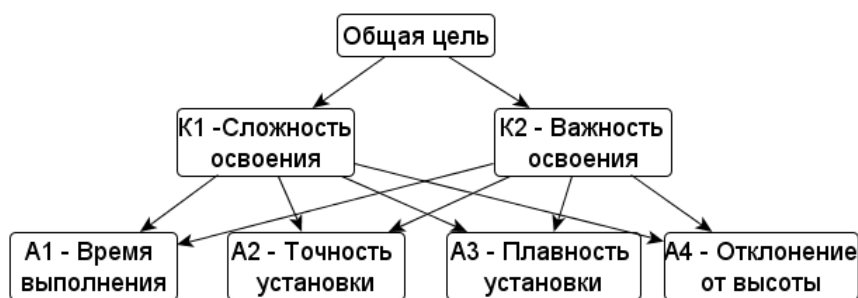 Общая цель
К1 -Сложность
освоения
К2 - Важность
освоения
А1 - Время
выполнения
А2 - Точность
установки
А3 - Плавность
установки
А4 - Отклонение
от высоты